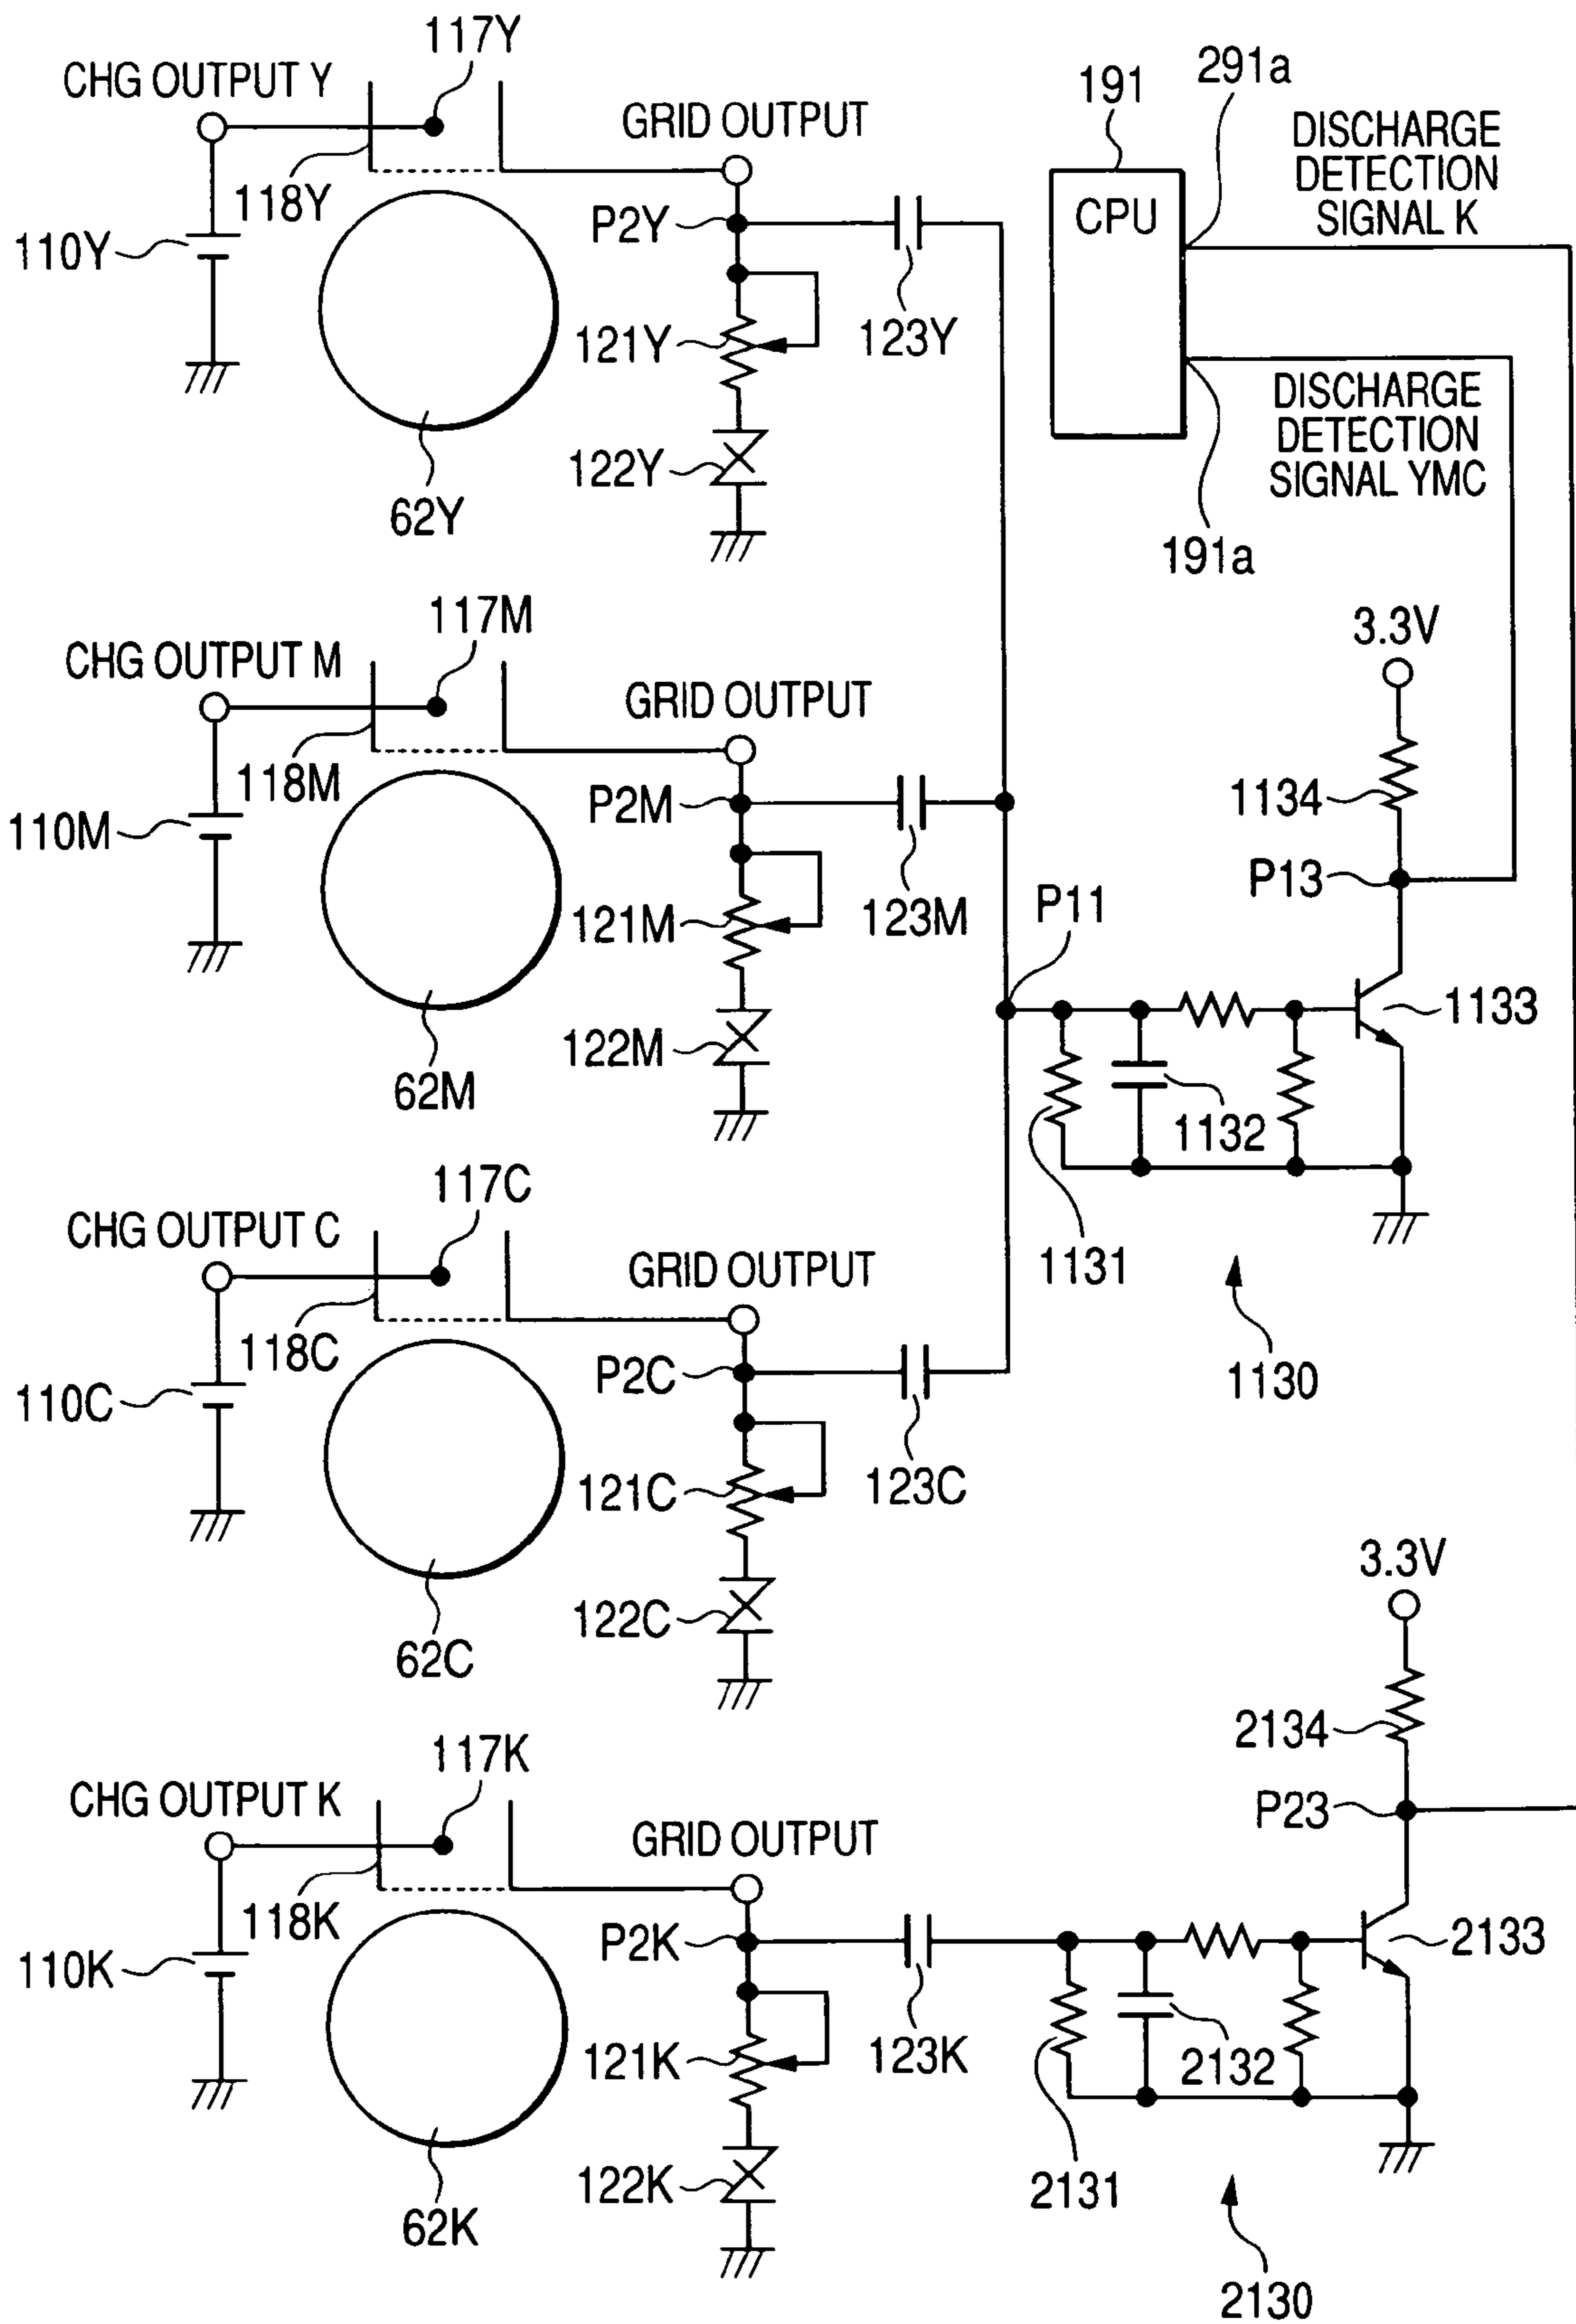 117Y
CHG OUTPUT Y
118Y
110Y
62Y
GRID OUTPUT
P2Y
121Y
122Y
123Y
191
CPU
291a
DISCHARGE
DETECTION
SIGNAL K
DISCHARGE
DETECTION
SIGNAL YMC
191a
117M
CHG OUTPUT M
118M
110M
62M
GRID OUTPUT
P2M
121M
122M
123M
3.3V
1134
P13
P11
1133
1132
1131
1130
117C
CHG OUTPUT C
118C
110C
62C
GRID OUTPUT
P2C
121C
122C
123C
117K
CHG OUTPUT K
118K
110K
62K
GRID OUTPUT
P2K
121K
122K
123K
3.3V
2134
P23
2133
2132
2131
2130